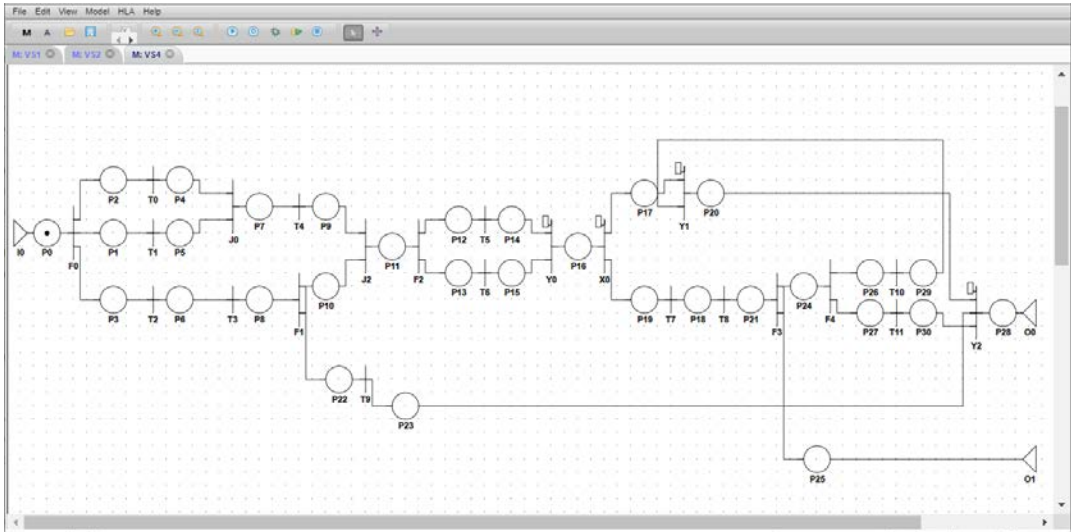 File Edit View Model HLA Help
M A
M: VS1 M: VS2 M: VS4
P2 T0 P4
P17 Y1 P20
J0 P7 T4 P9
I0 P0 F0 P1 T1 P5
J2 P11 F2 P12 T5 P14
Y0 P16 X0
P13 T6 P15
P3 T2 P6 T3 P8 F1 P10
P19 T7 P18 T8 P21 F3 P24 F4 P26 T10 P29
P27 T11 P30 Y2 P28 O0
P22 T9
P23
P25 O1